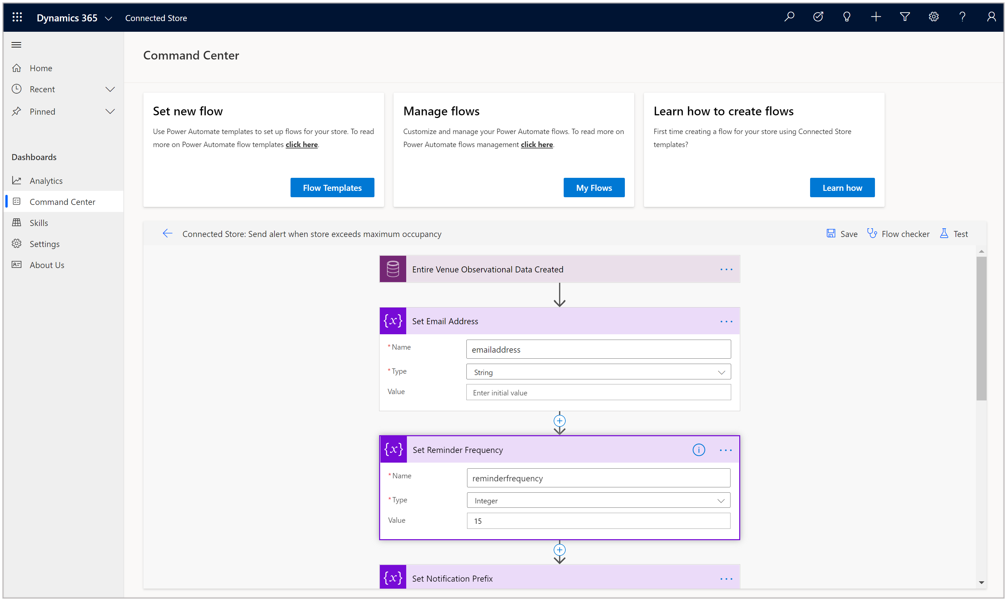 Dynamics 365
Connected Store
Home
Recent
Pinned
Dashboards
Analytics
Command Center
Skills
Settings
About Us
Command Center
Set new flow
Use Power Automate templates to set up flows for your store. To read
more on Power Automate flow templates click here.
Flow Templates
Manage flows
Customize and manage your Power Automate flows. To read more on
Power Automate flows management click here.
My Flows
Learn how to create flows
First time creating a flow for your store using Connected Store
templates?
Learn how
Connected Store: Send alert when store exceeds maximum occupancy
Save
Flow checker
Test
Entire Venue Observational Data Created
{x} Set Email Address
* Name
emailaddress
* Type
String
Value
Enter initial value
{x} Set Reminder Frequency
* Name
reminderfrequency
* Type
Integer
Value
15
{x} Set Notification Prefix